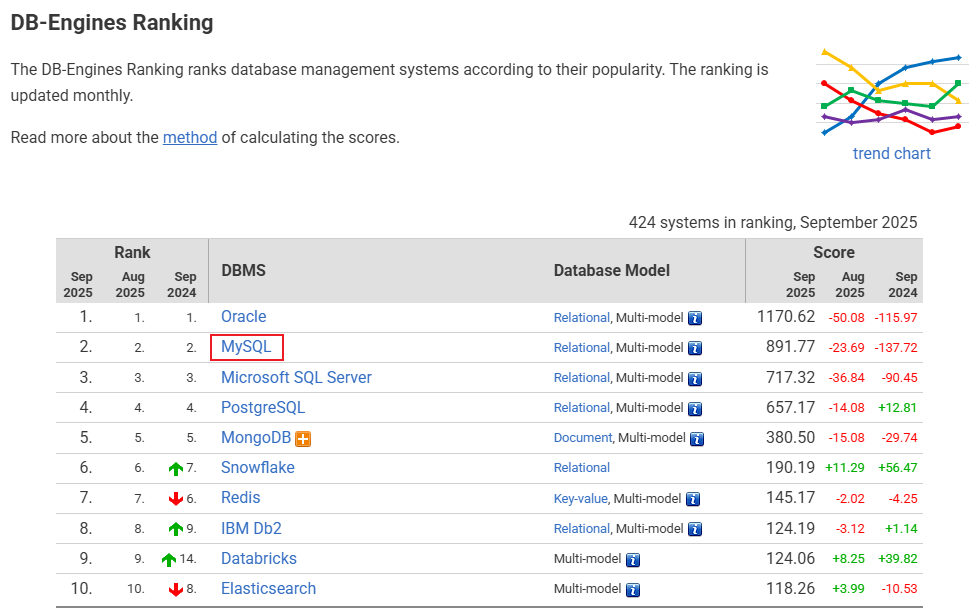 DB-Engines Ranking
The DB-Engines Ranking ranks database management systems according to their popularity. The ranking is
updated monthly.
Read more about the method of calculating the scores.
trend chart
424 systems in ranking, September 2025
Rank DBMS Database Model Score
Sep 2025 Aug 2025 Sep 2024 Sep 2025 Aug 2025 Sep 2024
1. 1. 1. Oracle Relational, Multi-model i 1170.62 -50.08 -115.97
2. 2. 2. MySQL Relational, Multi-model i 891.77 -23.69 -137.72
3. 3. 3. Microsoft SQL Server Relational, Multi-model i 717.32 -36.84 -90.45
4. 4. 4. PostgreSQL Relational, Multi-model i 657.17 -14.08 +12.81
5. 5. 5. MongoDB + Document, Multi-model i 380.50 -15.08 -29.74
6. 6. 7. Snowflake Relational 190.19 +11.29 +56.47
7. 7. 6. Redis Key-value, Multi-model i 145.17 -2.02 -4.25
8. 8. 9. IBM Db2 Relational, Multi-model i 124.19 -3.12 +1.14
9. 9. 14. Databricks Multi-model i 124.06 +8.25 +39.82
10. 10. 8. Elasticsearch Multi-model i 118.26 +3.99 -10.53